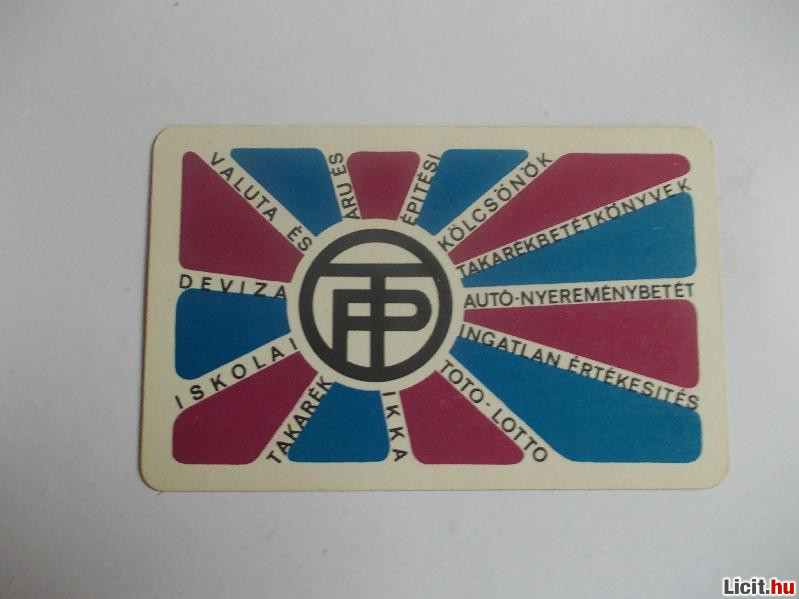 VALUTA ÉS
DEVIZA
ÁRU ÉS
ÉPITÉSI
KÖLCSÖNÖK
TAKARÉKBETÉTKÖNYVEK
AUTÓ-NYEREMÉNYBETÉT
INGATLAN ÉRTÉKESITÉS
TOTO-LOTTO
IKKA
ISKOLAI
TAKARÉK
OTP
Licit.hu